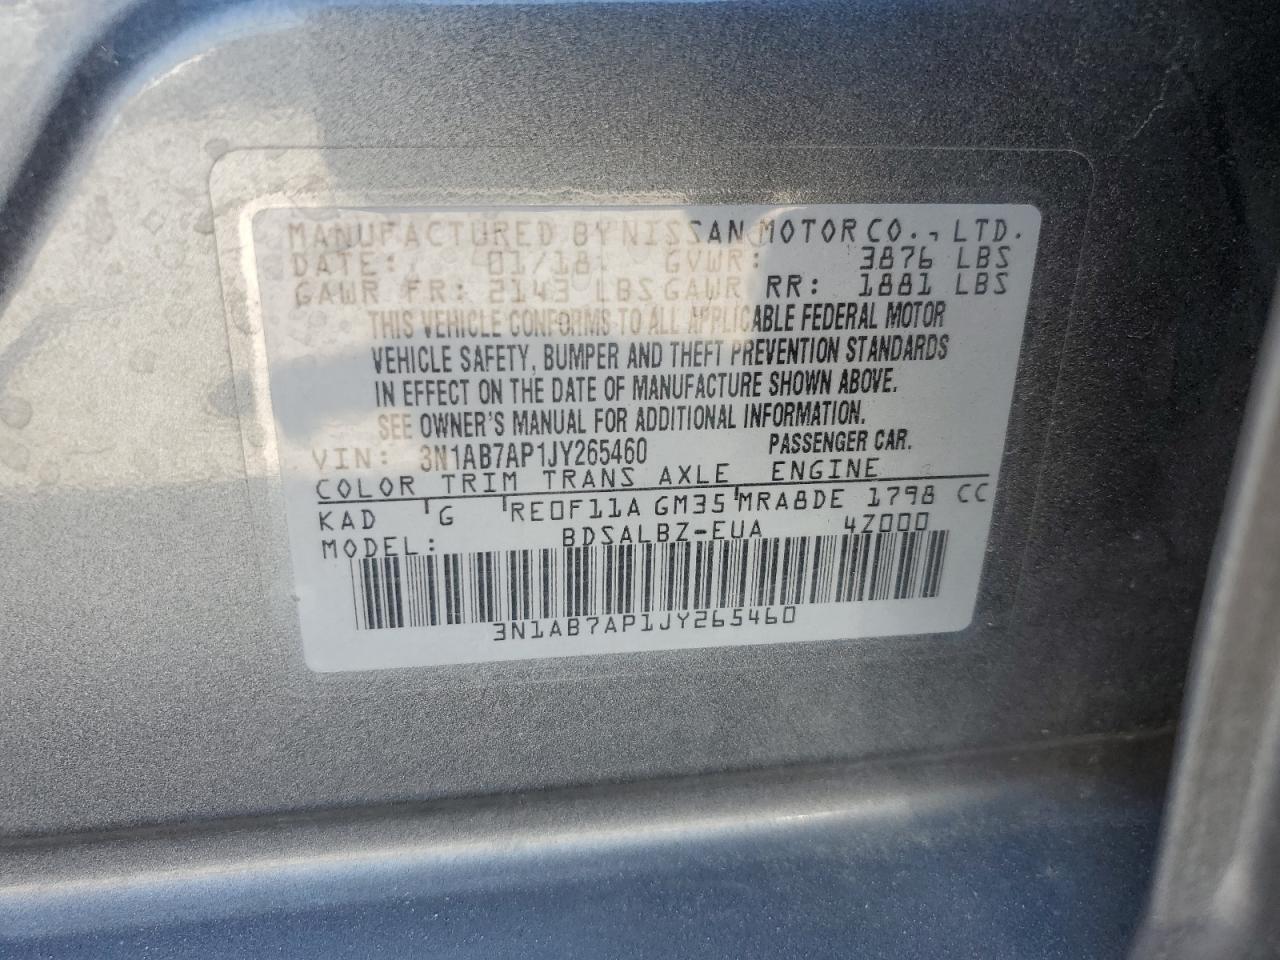 MANUFACTURED BY NISSAN MOTOR CO., LTD.
DATE: 01/18 GVWR: 3876 LBS
GAWR FR: 2143 LBS GAWR RR: 1881 LBS
THIS VEHICLE CONFORMS TO ALL APPLICABLE FEDERAL MOTOR
VEHICLE SAFETY, BUMPER AND THEFT PREVENTION STANDARDS
IN EFFECT ON THE DATE OF MANUFACTURE SHOWN ABOVE.
SEE OWNER'S MANUAL FOR ADDITIONAL INFORMATION.
VIN: 3N1AB7AP1JY265460 PASSENGER CAR.
COLOR TRIM TRANS AXLE ENGINE
KAD G RE0F11A GM35 MRA8DE 1798 CC
MODEL: BDSALBZ-EUA 4Z000
3N1AB7AP1JY265460